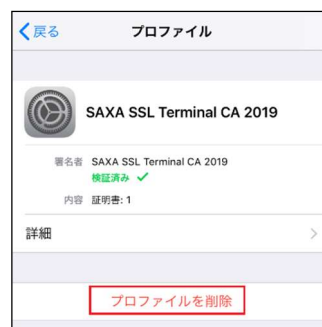 戻る プロファイル
SAXA SSL Terminal CA 2019
署名者 SAXA SSL Terminal CA 2019
検証済み ✓
内容 証明書: 1
詳細
プロファイルを削除